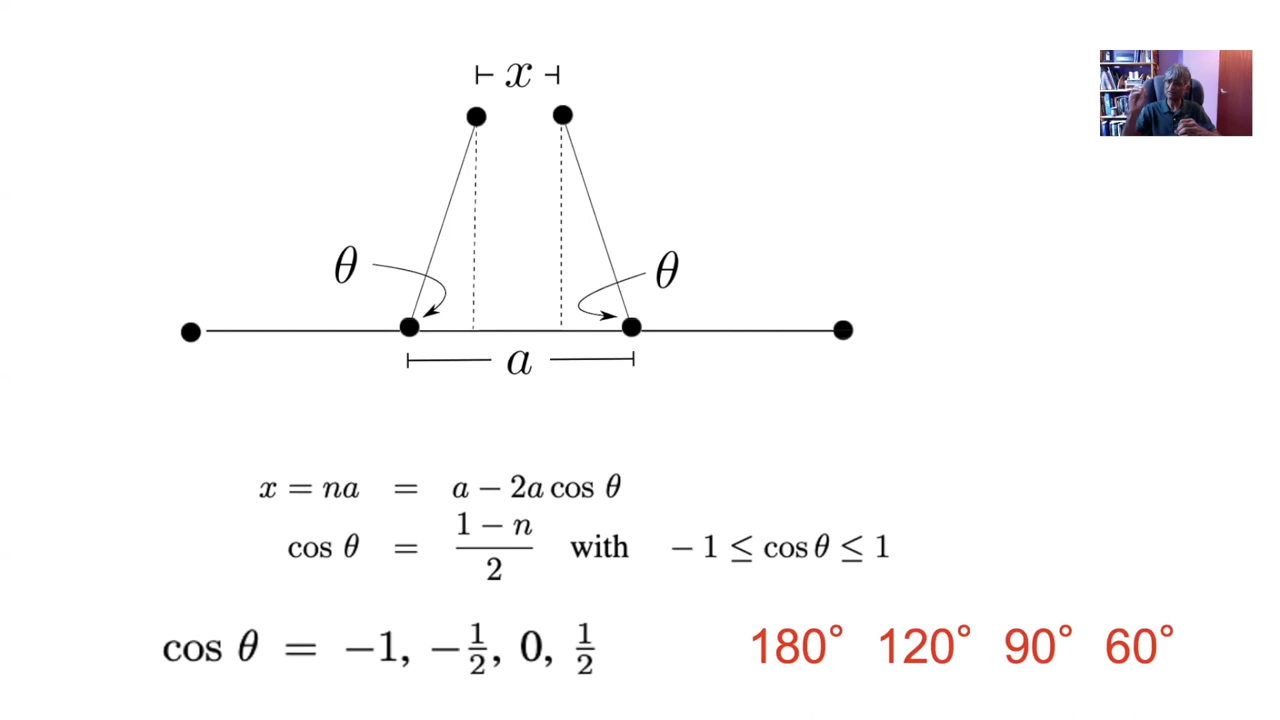 ⊢ x ⊣
θ θ
a
x = na = a − 2a cos θ
cos θ = (1 − n)/2 with − 1 ≤ cos θ ≤ 1
cos θ = −1, −1/2, 0, 1/2 180° 120° 90° 60°